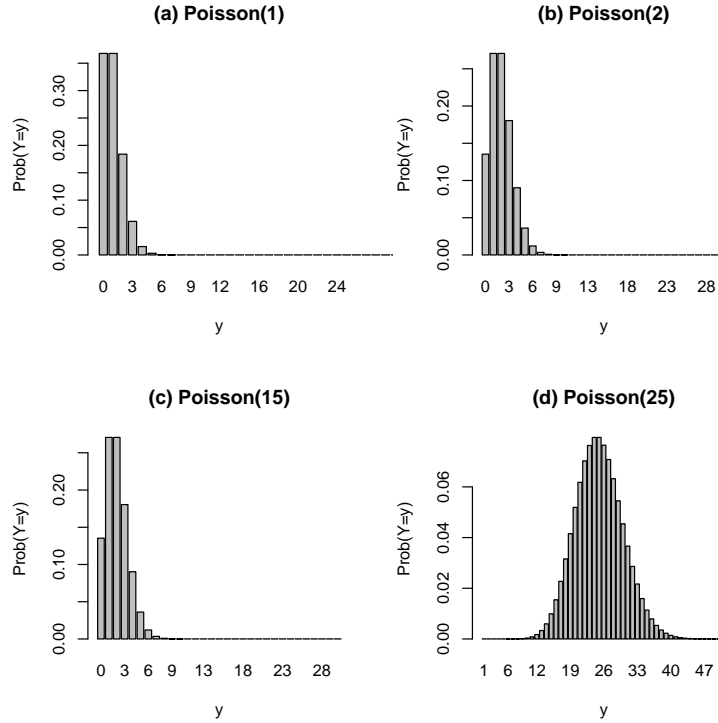 (a) Poisson(1)
Prob(Y=y)
0.00
0.10
0.20
0.30
0 3 6 9 12 16 20 24
y
(b) Poisson(2)
Prob(Y=y)
0.00
0.10
0.20
0 3 6 9 13 18 23 28
y
(c) Poisson(15)
Prob(Y=y)
0.00
0.10
0.20
0 3 6 9 13 18 23 28
y
(d) Poisson(25)
Prob(Y=y)
0.00
0.02
0.04
0.06
1 6 12 19 26 33 40 47
y